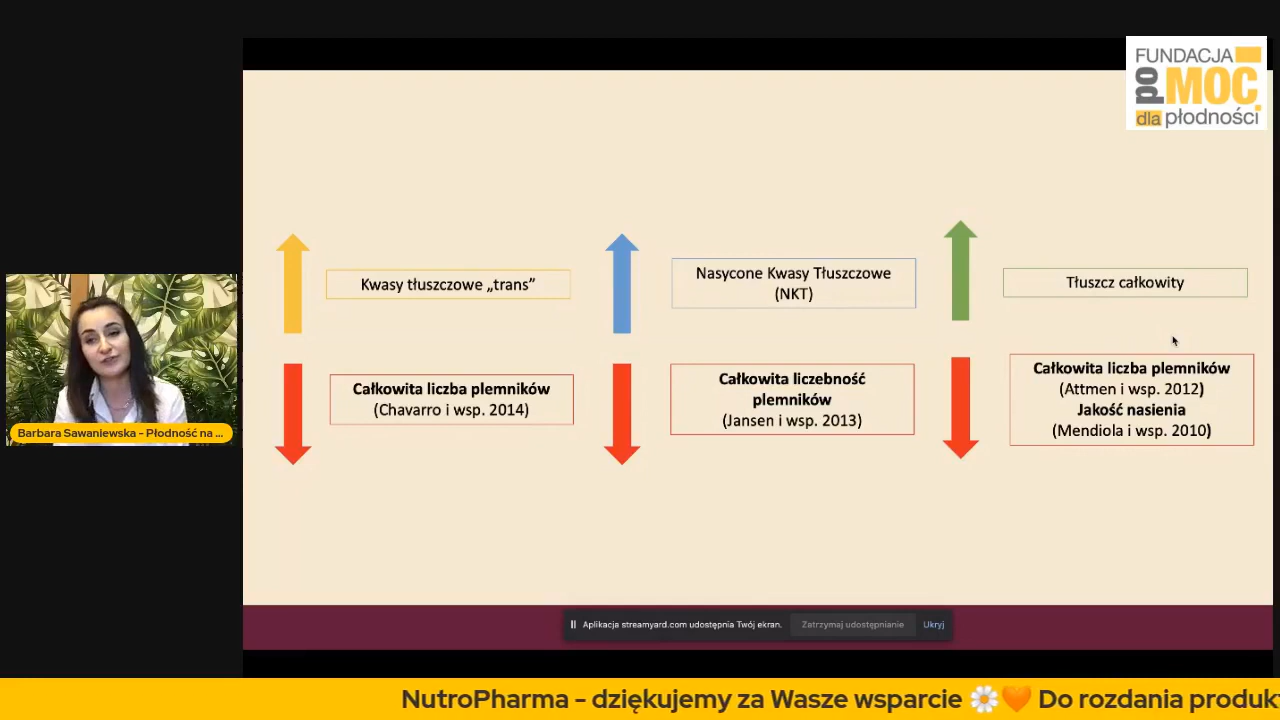 FUNDACJA
poMOC
dla płodności
Kwasy tłuszczowe „trans”
Nasycone Kwasy Tłuszczowe
(NKT)
Tłuszcz całkowity
Całkowita liczba plemników
(Chavarro i wsp. 2014)
Całkowita liczebność
plemników
(Jansen i wsp. 2013)
Całkowita liczba plemników
(Attmen i wsp. 2012)
Jakość nasienia
(Mendiola i wsp. 2010)
Barbara Sawaniewska - Płodność na ...
Aplikacja streamyard.com udostępnia Twój ekran.
Zatrzymaj udostępnianie
Ukryj
NutroPharma - dziękujemy za Wasze wsparcie 🌼🧡 Do rozdania produk